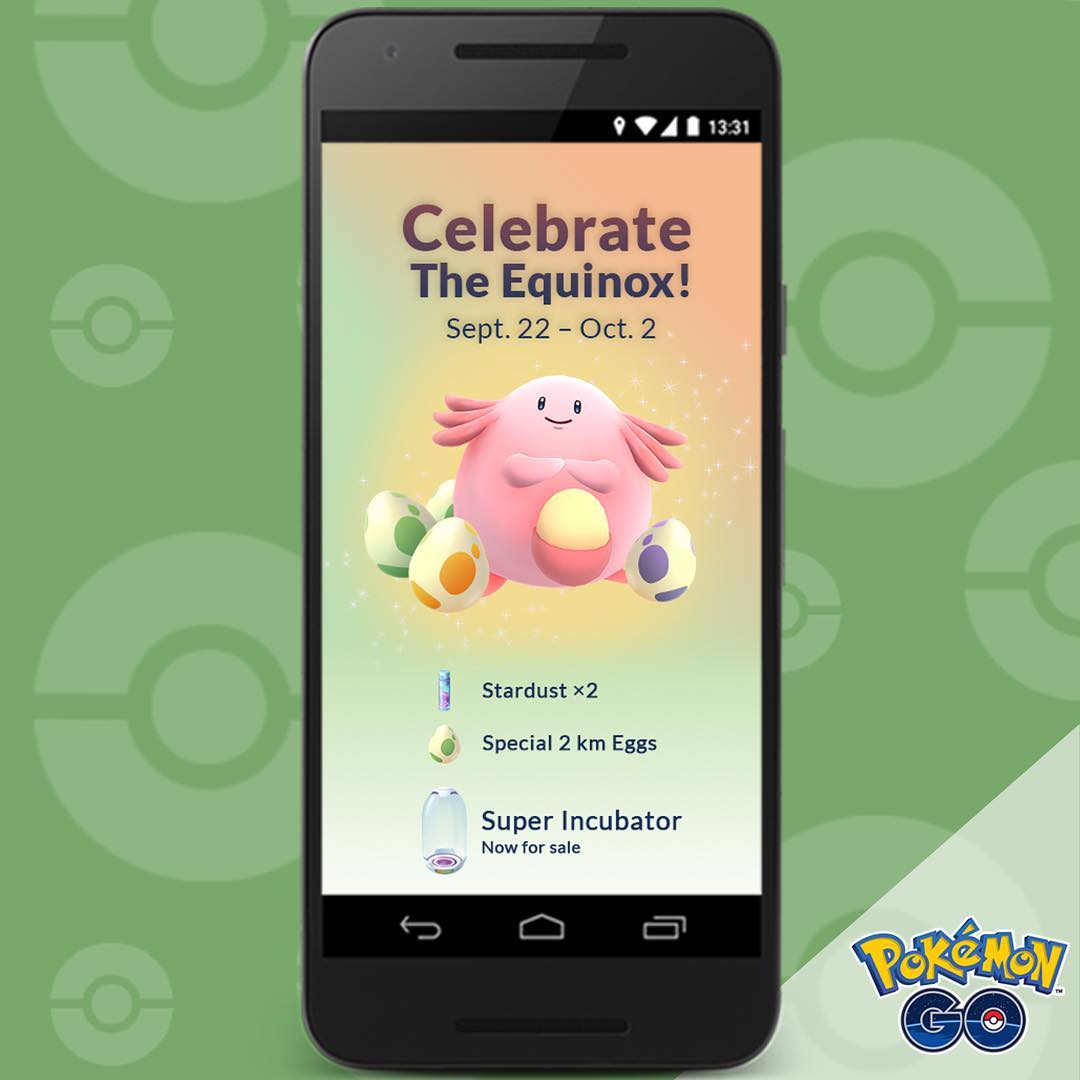 13:31
Celebrate
The Equinox!
Sept. 22 – Oct. 2
Stardust ×2
Special 2 km Eggs
Super Incubator
Now for sale
POKéMON
TM
GO